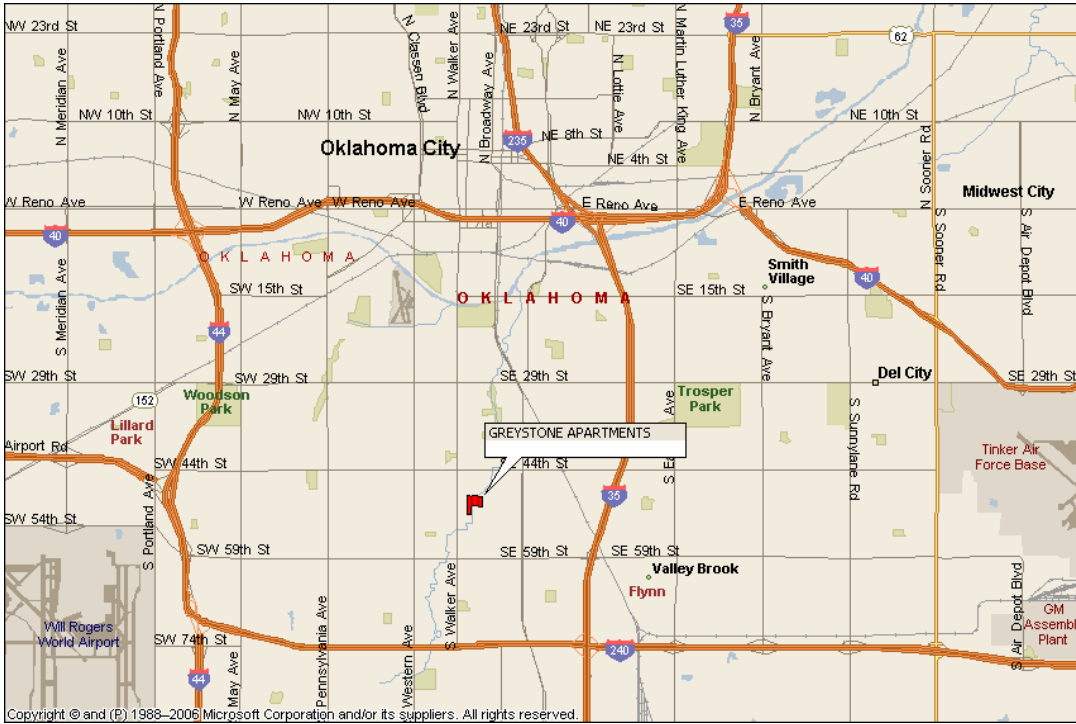 NW 23rd St
N Meridian Ave
N Portland Ave
N May Ave
N Classen Blvd
N Walker Ave
N Broadway Ave
NE 23rd St
N Lottie Ave
N Martin Luther King Ave
NE 23rd St
35
N Bryant Ave
62
NW 10th St
NW 10th St
235
NE 8th St
NE 10th St
Oklahoma City
NE 4th St
N Sooner Rd
Midwest City
W Reno Ave
W Reno Ave
W Reno Ave
E Reno Ave
E Reno Ave
40
40
S Sooner Rd
S Air Depot Blvd
OKLAHOMA
Smith
Village
40
S Meridian Ave
SW 15th St
OKLAHOMA
SE 15th St
44
S Bryant Ave
SW 29th St
SW 29th St
SE 29th St
Del City
SE 29th St
152
Woodson
Park
Trosper
Park
Lillard
Park
S Sunnylane Rd
GREYSTONE APARTMENTS
Airport Rd
SW 44th St
SE 44th St
Tinker Air
Force Base
S Portland Ave
35
SW 54th St
SW 59th St
SE 59th St
SE 59th St
Valley Brook
Flynn
S Walker Ave
S Air Depot Blvd
GM
Assembl
Plant
Will Rogers
World Airport
SW 74th St
240
44
May Ave
Pennsylvania Ave
Western Ave
Copyright © and (P) 1988–2006 Microsoft Corporation and/or its suppliers. All rights reserved.